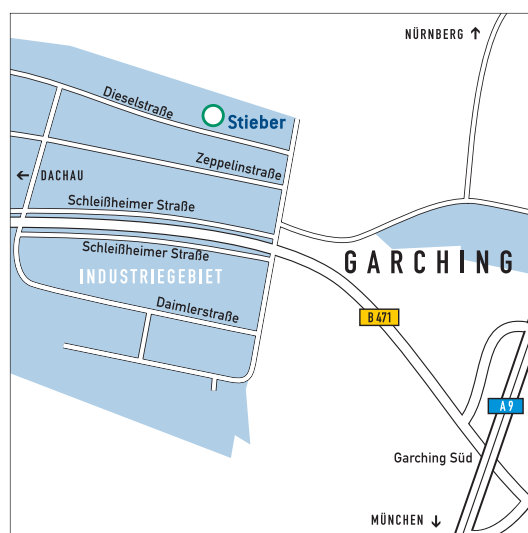 NÜRNBERG ↑
Dieselstraße
Stieber
Zeppelinstraße
← DACHAU
Schleißheimer Straße
Schleißheimer Straße
GARCHING
INDUSTRIEGEBIET
Daimlerstraße
B 471
A 9
Garching Süd
MÜNCHEN ↓